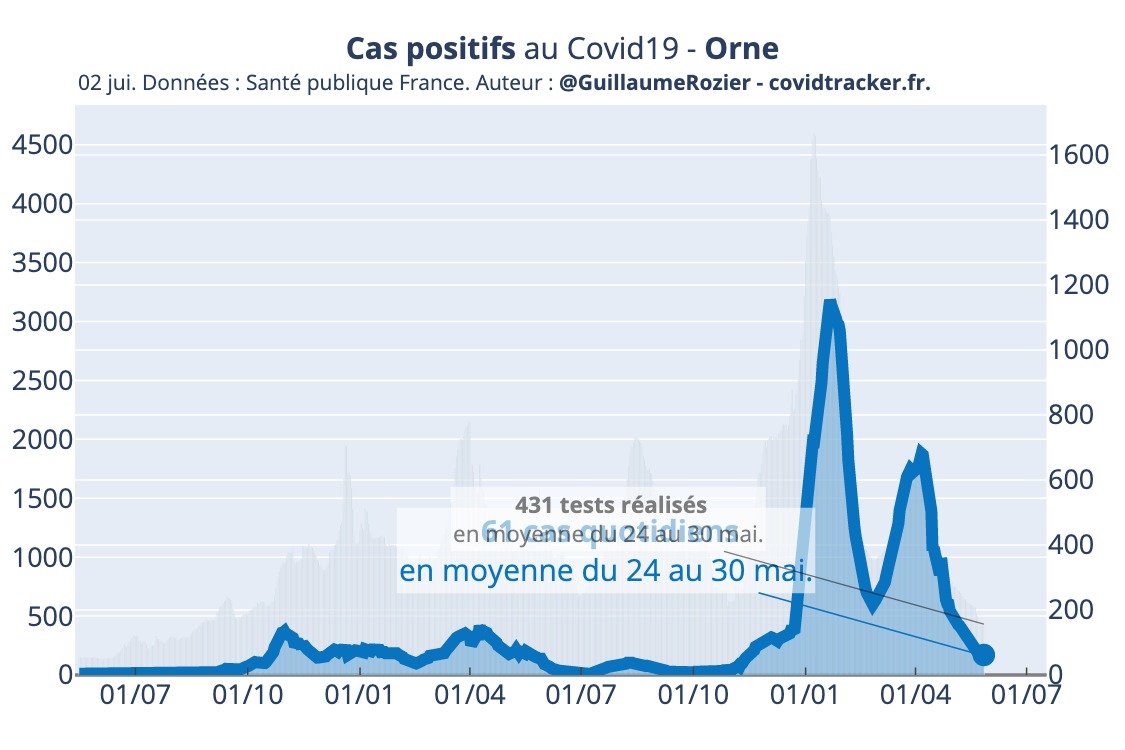 Cas positifs au Covid19 - Orne
02 jui. Données : Santé publique France. Auteur : @GuillaumeRozier - covidtracker.fr.
4500
4000
3500
3000
2500
2000
1500
1000
500
0
1600
1400
1200
1000
800
600
400
200
0
431 tests réalisés
en moyenne du 24 au 30 mai.
61 cas quotidiens
en moyenne du 24 au 30 mai.
01/07 01/10 01/01 01/04 01/07 01/10 01/01 01/04 01/07